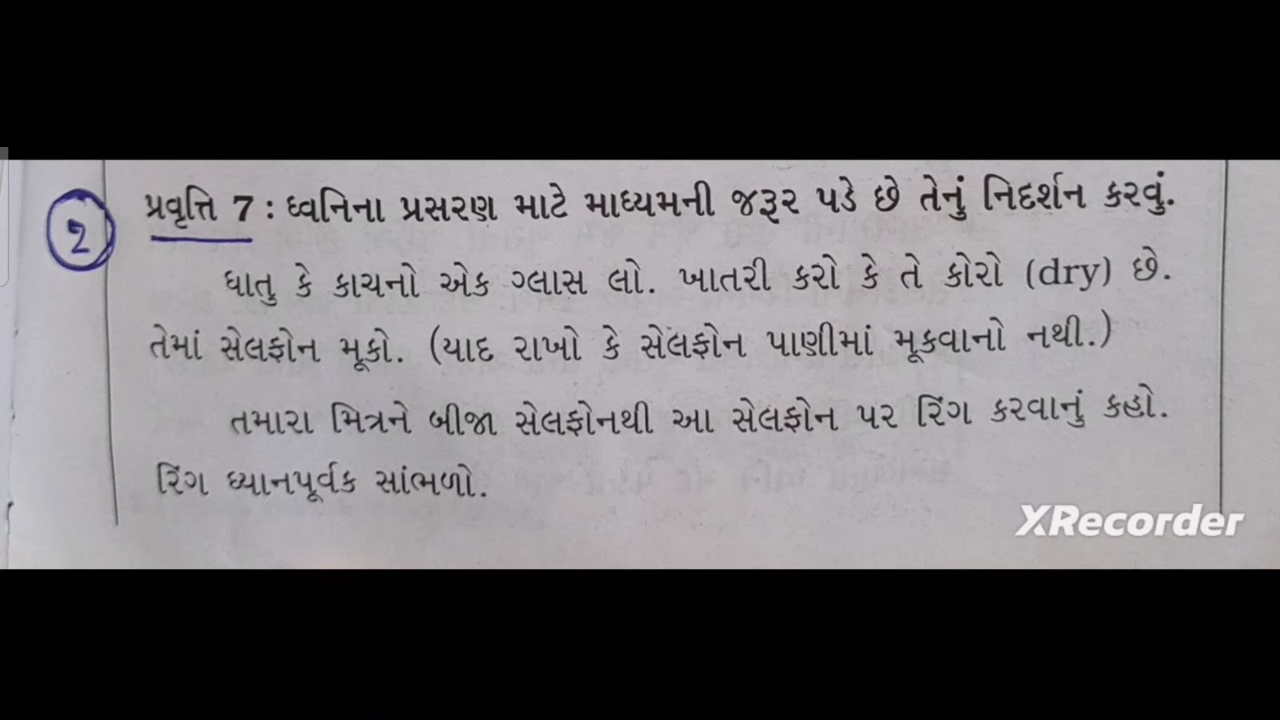 2
પ્રવૃત્તિ 7 : ધ્વનિના પ્રસરણ માટે માધ્યમની જરૂર પડે છે તેનું નિદર્શન કરવું.
ધાતુ કે કાચનો એક ગ્લાસ લો. ખાતરી કરો કે તે કોરો (dry) છે.
તેમાં સેલફોન મૂકો. (યાદ રાખો કે સેલફોન પાણીમાં મૂકવાનો નથી.)
તમારા મિત્રને બીજા સેલફોનથી આ સેલફોન પર રિંગ કરવાનું કહો.
રિંગ ધ્યાનપૂર્વક સાંભળો.
XRecorder